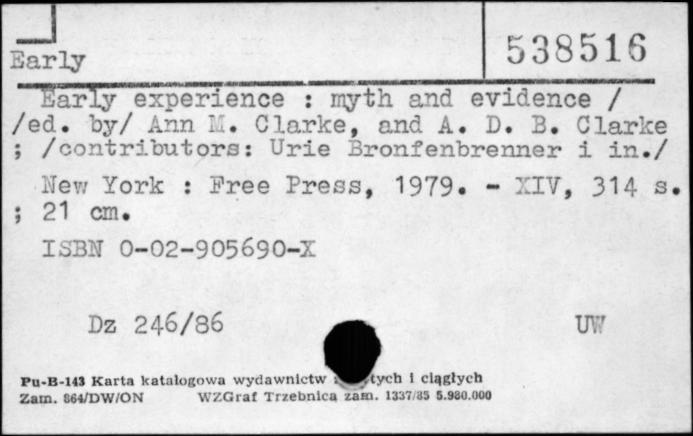 538516
Early
Early experience : myth and evidence /
/ed. by/ Ann M. Clarke, and A. D. B. Clarke
; /contributors: Urie Bronfenbrenner i in./
New York : Free Press, 1979. - XIV, 314 s.
; 21 cm.
ISBN 0-02-905690-X
Dz 246/86 UW
Pu-B-143 Karta katalogowa wydawnictw i ciągłych
Zam. 864/DW/ON WZGraf Trzebnica zam. 1337/85 5.980.000